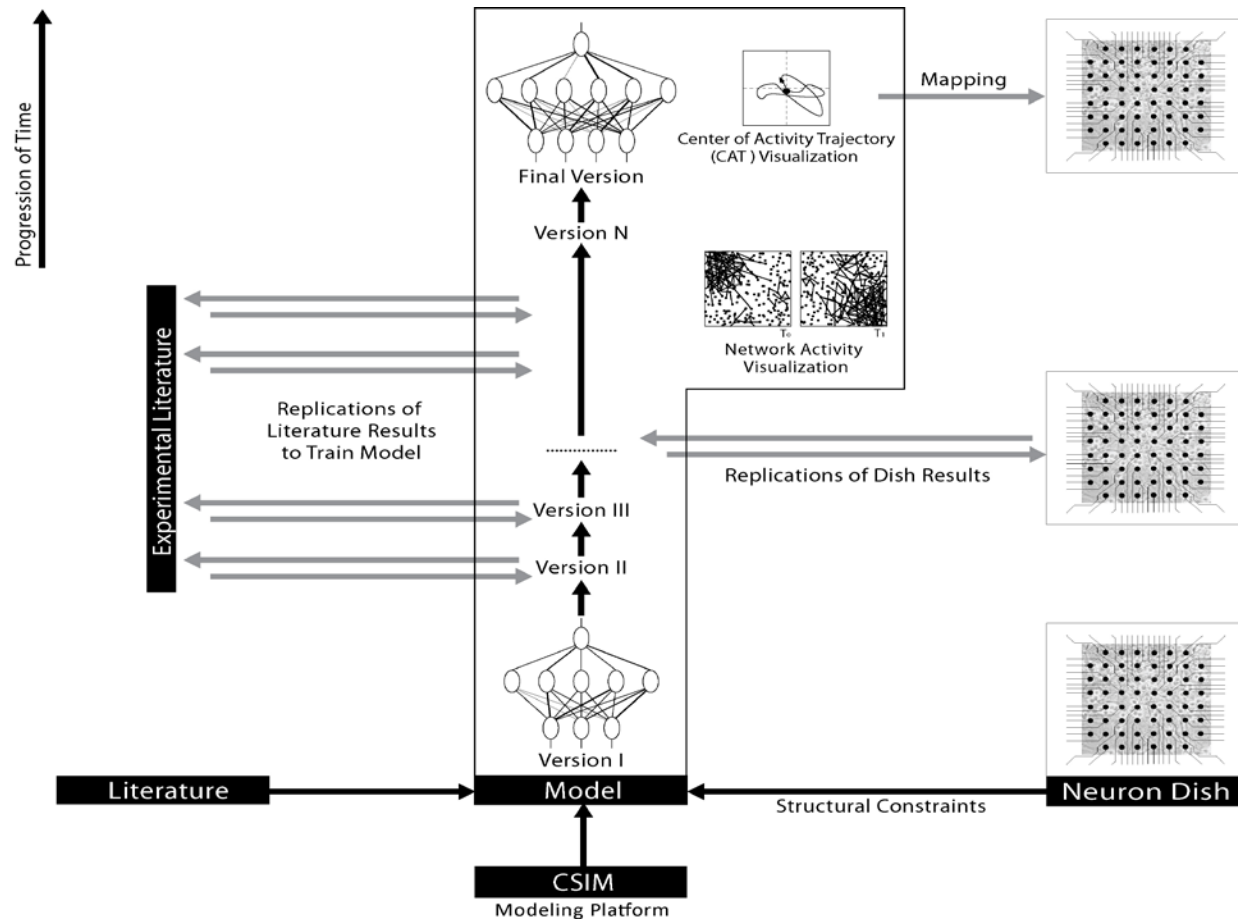 Progression of Time
Final Version
Version N
Center of Activity Trajectory
(CAT ) Visualization
Mapping
T₀
T₁
Network Activity
Visualization
Experimental Literature
Replications of
Literature Results
to Train Model
Replications of Dish Results
Version III
Version II
Version I
Literature
Model
Structural Constraints
Neuron Dish
CSIM
Modeling Platform